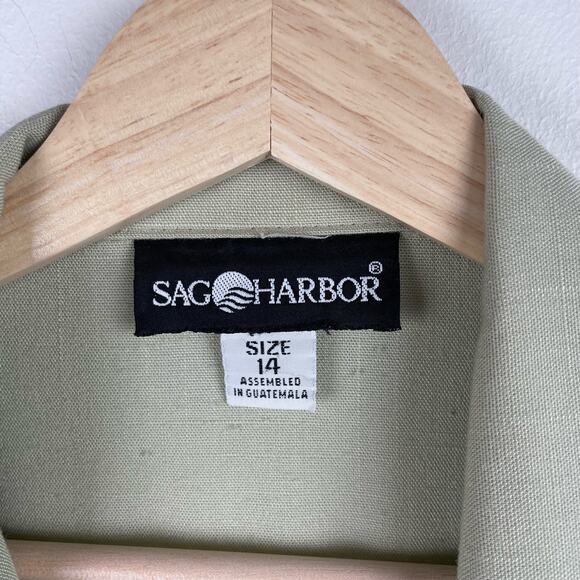 SAG HARBOR®
SIZE
14
ASSEMBLED
IN GUATEMALA